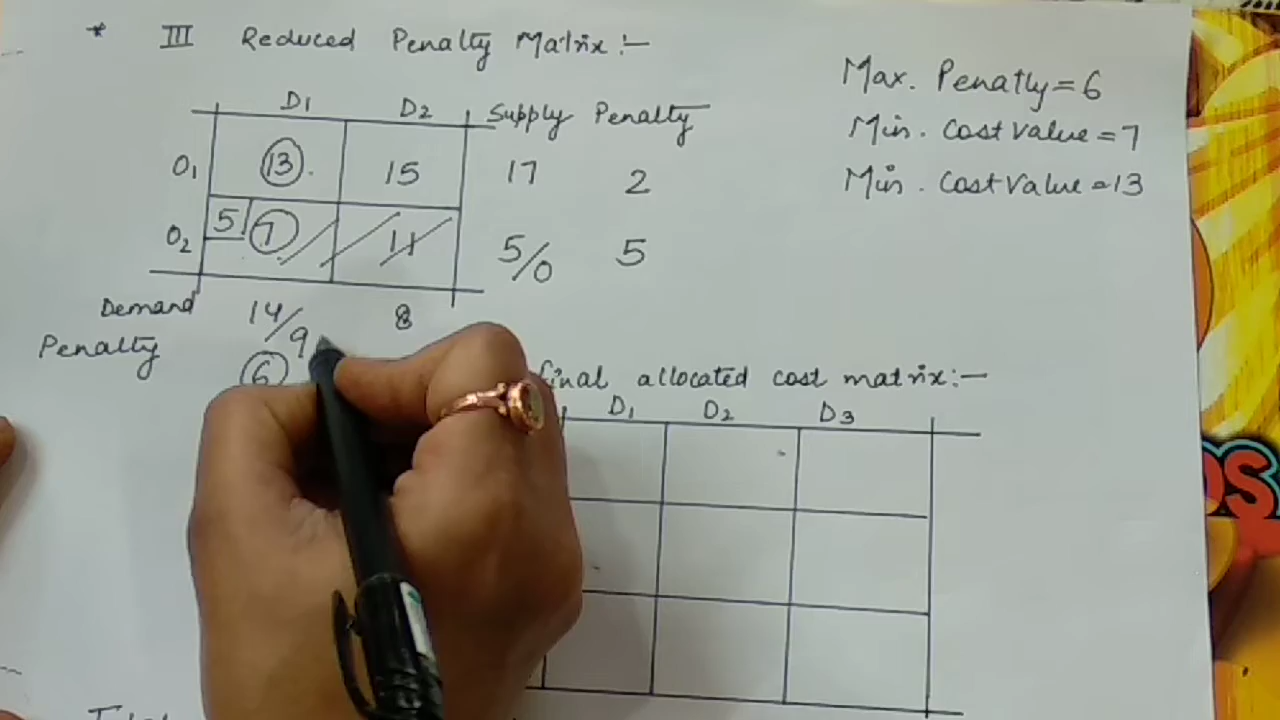 * III Reduced Penalty Matrix :-
Max. Penatly = 6
Min. Cost Value = 7
Min. Cost Value = 13
D1 D2 Supply Penalty
O1 13 15 17 2
O2 5 7 11 5/0 5
Demand 14/9 8
Penalty 6
final allocated cost matrix:-
D1 D2 D3